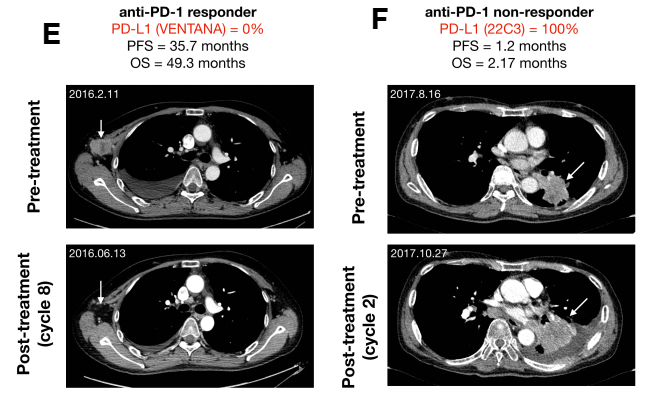 E
anti-PD-1 responder
PD-L1 (VENTANA) = 0%
PFS = 35.7 months
OS = 49.3 months
Pre-treatment
2016.2.11
Post-treatment
(cycle 8)
2016.06.13
F
anti-PD-1 non-responder
PD-L1 (22C3) = 100%
PFS = 1.2 months
OS = 2.17 months
Pre-treatment
2017.8.16
Post-treatment
(cycle 2)
2017.10.27